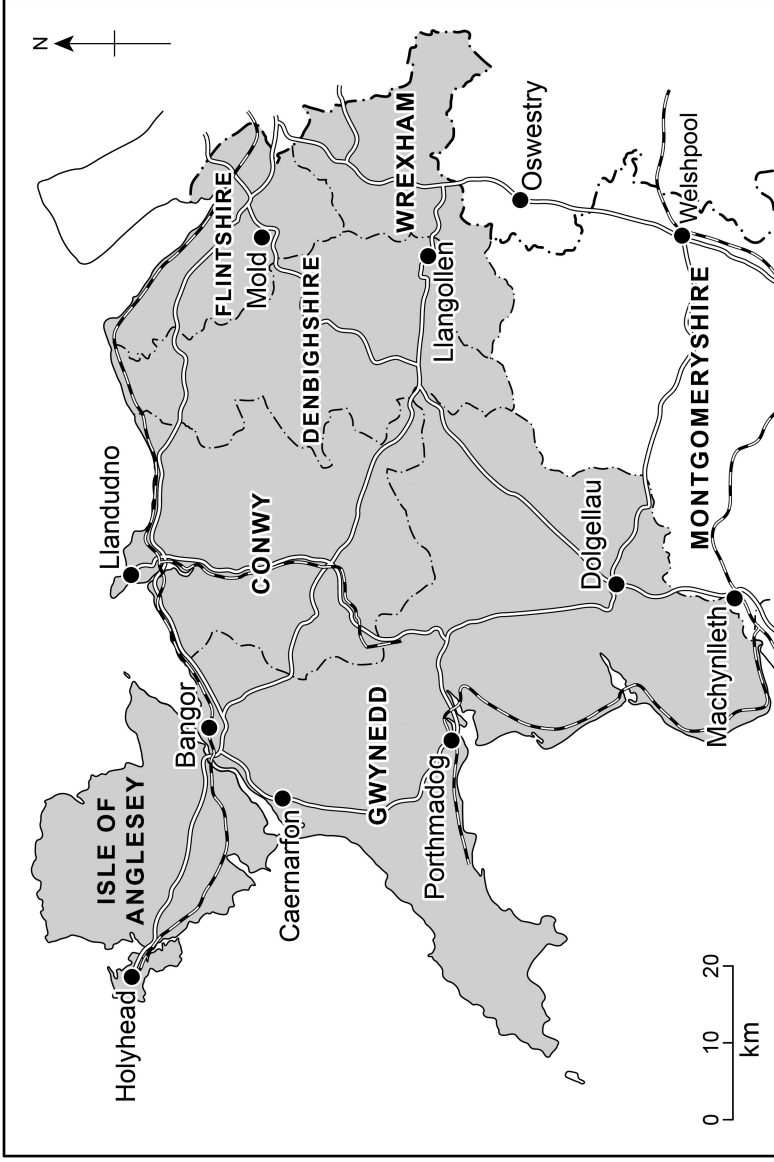 N
Llandudno
Holyhead
ISLE OF
ANGLESEY
Bangor
FLINTSHIRE
Mold
Caernarfon
CONWY
DENBIGHSHIRE
WREXHAM
GWYNEDD
Llangollen
Porthmadog
Oswestry
Dolgellau
Welshpool
MONTGOMERYSHIRE
Machynlleth
0 10 20
km